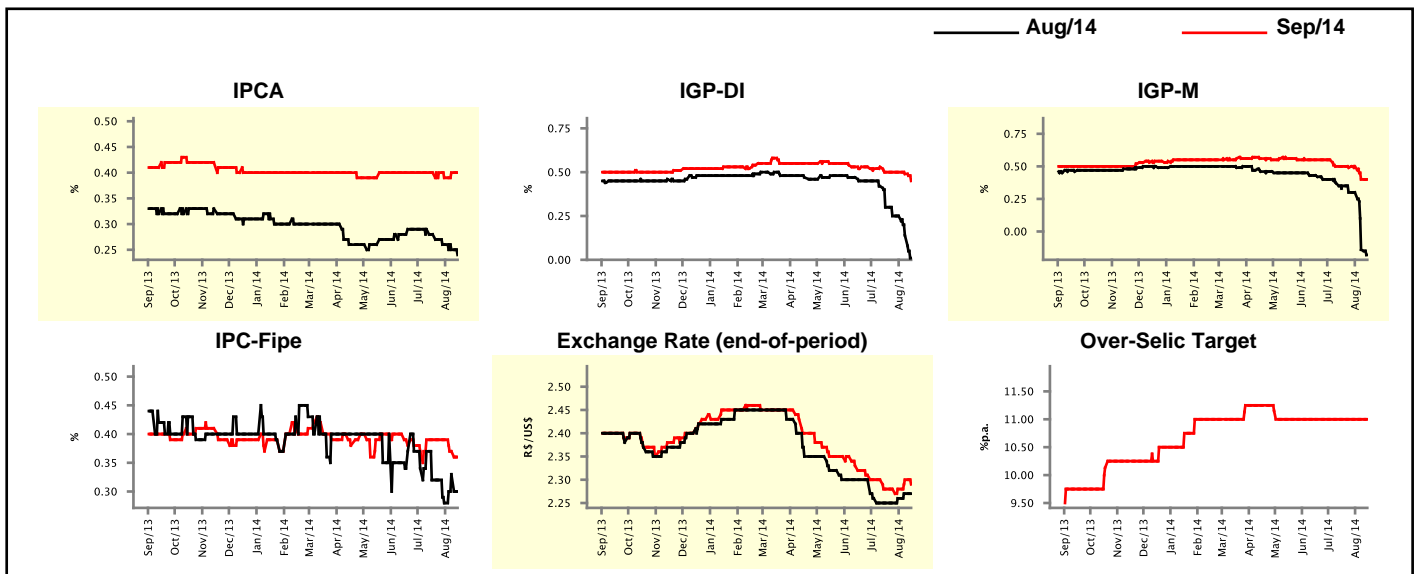 Aug/14 Sep/14
IPCA
IGP-DI
IGP-M
%
0.50
0.45
0.40
0.35
0.30
0.25
Sep/13 Oct/13 Nov/13 Dec/13 Jan/14 Feb/14 Mar/14 Apr/14 May/14 Jun/14 Jul/14 Aug/14
%
0.75
0.50
0.25
0.00
Sep/13 Oct/13 Nov/13 Dec/13 Jan/14 Feb/14 Mar/14 Apr/14 May/14 Jun/14 Jul/14 Aug/14
%
0.75
0.50
0.00
Sep/13 Oct/13 Nov/13 Dec/13 Jan/14 Feb/14 Mar/14 Apr/14 May/14 Jun/14 Jul/14 Aug/14
IPC-Fipe
Exchange Rate (end-of-period)
Over-Selic Target
%
0.50
0.45
0.40
0.35
0.30
Sep/13 Oct/13 Nov/13 Dec/13 Jan/14 Feb/14 Mar/14 Apr/14 May/14 Jun/14 Jul/14 Aug/14
R$/US$
2.50
2.45
2.40
2.35
2.30
2.25
Sep/13 Oct/13 Nov/13 Dec/13 Jan/14 Feb/14 Mar/14 Apr/14 May/14 Jun/14 Jul/14 Aug/14
%p.a.
11.50
11.00
10.50
10.00
9.50
Sep/13 Oct/13 Nov/13 Dec/13 Jan/14 Feb/14 Mar/14 Apr/14 May/14 Jun/14 Jul/14 Aug/14